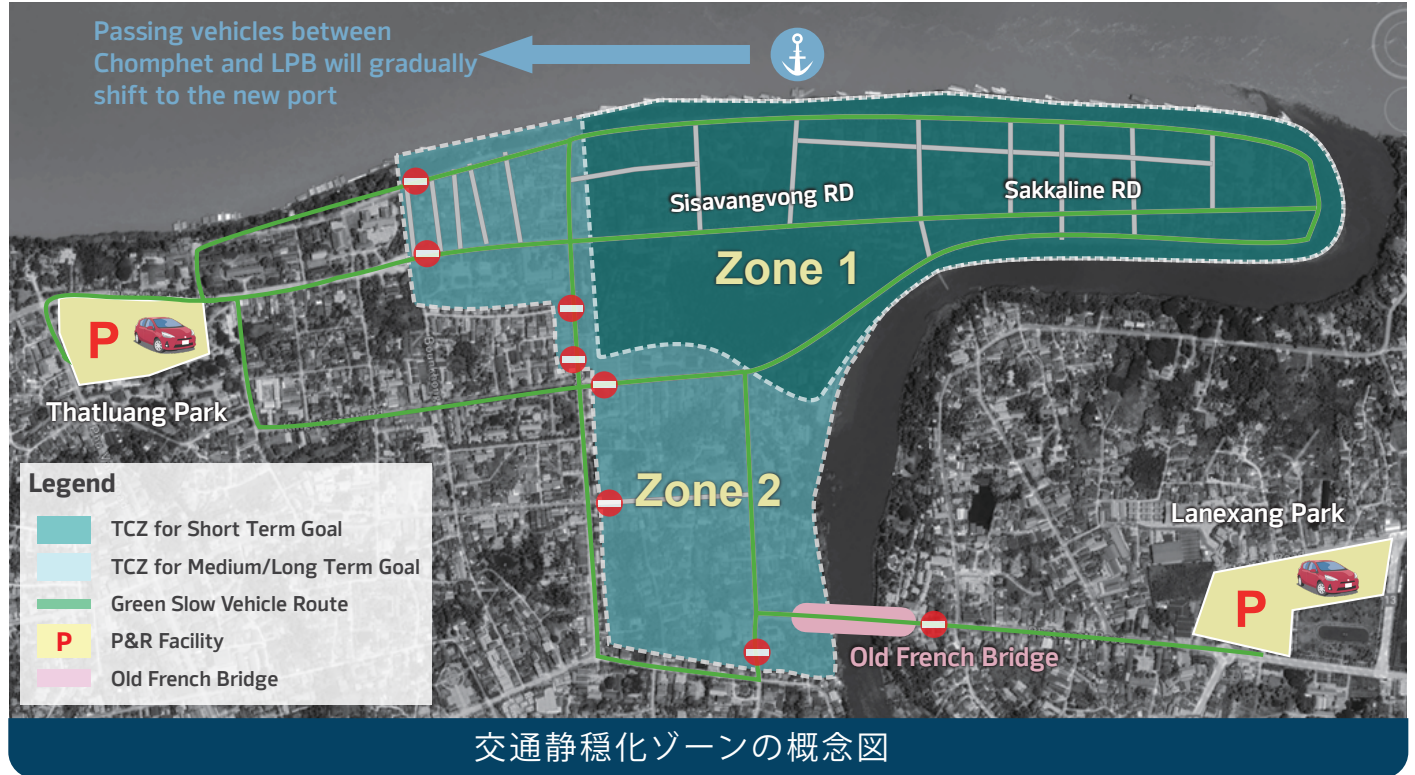 Passing vehicles between
Chomphet and LPB will gradually
shift to the new port
Sisavangvong RD
Sakkaline RD
Zone 1
P
Thatluang Park
Zone 2
Lanexang Park
P
Old French Bridge
Legend
TCZ for Short Term Goal
TCZ for Medium/Long Term Goal
Green Slow Vehicle Route
P
P&R Facility
Old French Bridge
交通静穏化ゾーンの概念図